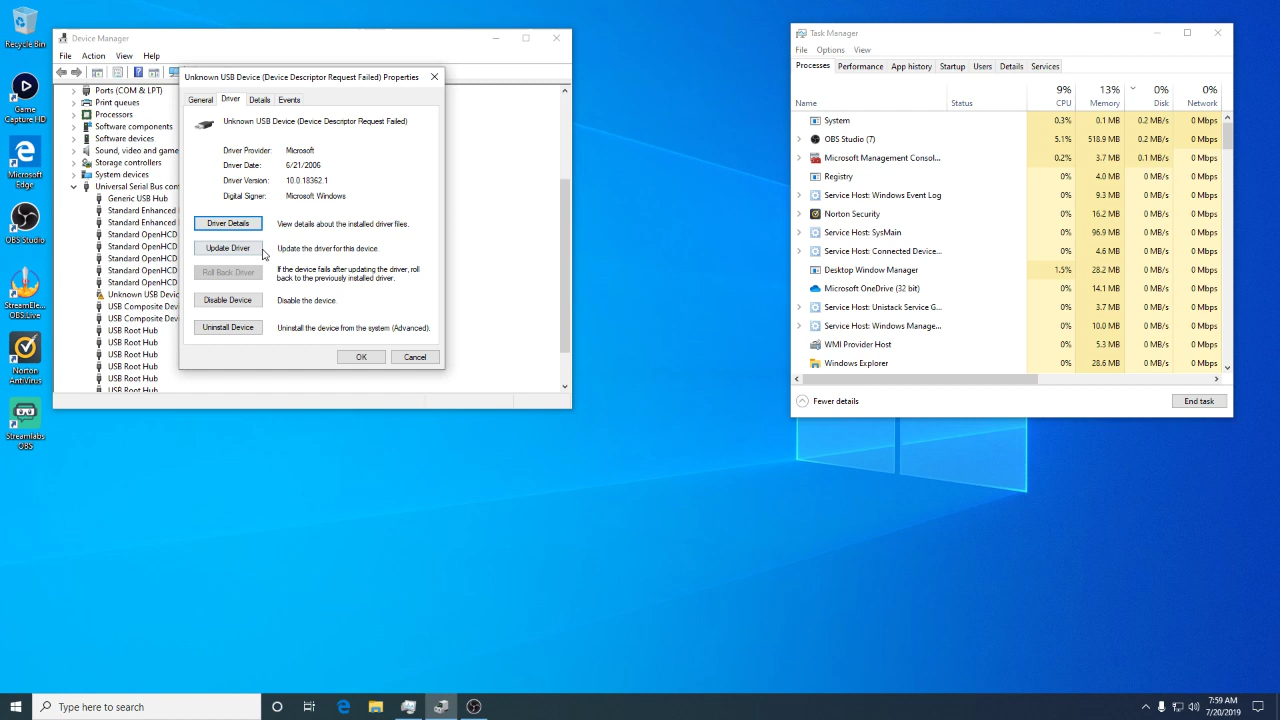 Recycle Bin
Game
Capture HD
Microsoft
Edge
OBS Studio
StreamEle...
OBS.Live
Norton
AntiVirus
Streamlabs
OBS
Device Manager
File Action View Help
Ports (COM & LPT)
Print queues
Processors
Software components
Software devices
Sound, video and game
Storage controllers
System devices
Universal Serial Bus con
Generic USB Hub
Standard Enhanced
Standard Enhanced
Standard OpenHCD
Standard OpenHCD
Standard OpenHCD
Standard OpenHCD
Standard OpenHCD
Unknown USB Devic
USB Composite Devi
USB Composite Devi
USB Root Hub
USB Root Hub
USB Root Hub
USB Root Hub
USB Root Hub
Unknown USB Device (Device Descriptor Request Failed) Properties
General Driver Details Events
Unknown USB Device (Device Descriptor Request Failed)
Driver Provider: Microsoft
Driver Date: 6/21/2006
Driver Version: 10.0.18362.1
Digital Signer: Microsoft Windows
Driver Details View details about the installed driver files.
Update Driver Update the driver for this device.
Roll Back Driver If the device fails after updating the driver, roll
back to the previously installed driver.
Disable Device Disable the device.
Uninstall Device Uninstall the device from the system (Advanced).
OK Cancel
Task Manager
File Options View
Processes Performance App history Startup Users Details Services
9% 13% 0% 0%
Name Status CPU Memory Disk Network
System 0.3% 0.1 MB 0.2 MB/s 0 Mbps
OBS Studio (7) 5.1% 518.9 MB 0.2 MB/s 0 Mbps
Microsoft Management Consol... 0.2% 3.7 MB 0.1 MB/s 0 Mbps
Registry 0% 0.3 MB 0 MB/s 0 Mbps
Service Host: Windows Event Log 0% 9.3 MB 0 MB/s 0 Mbps
Norton Security 0% 16.2 MB 0 MB/s 0 Mbps
Service Host: SysMain 0% 96.9 MB 0 MB/s 0 Mbps
Service Host: Connected Device... 0% 4.6 MB 0 MB/s 0 Mbps
Desktop Window Manager 1.5% 28.2 MB 0 MB/s 0 Mbps
Microsoft OneDrive (32 bit) 0% 14.1 MB 0 MB/s 0 Mbps
Service Host: Unistack Service G... 0% 3.7 MB 0 MB/s 0 Mbps
Service Host: Windows Manage... 0% 10.0 MB 0 MB/s 0 Mbps
WMI Provider Host 0% 5.3 MB 0 MB/s 0 Mbps
Windows Explorer 0% 28.6 MB 0 MB/s 0 Mbps
Fewer details End task
Type here to search
7:59 AM
7/20/2019